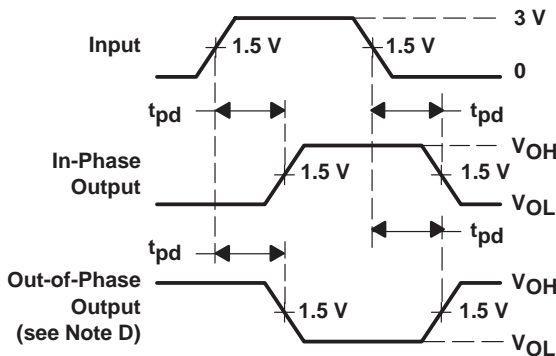 3 V
Input
1.5 V
1.5 V
0
tpd
tpd
VOH
In-Phase
Output
1.5 V
1.5 V
VOL
tpd
tpd
Out-of-Phase
Output
(see Note D)
VOH
1.5 V
1.5 V
VOL